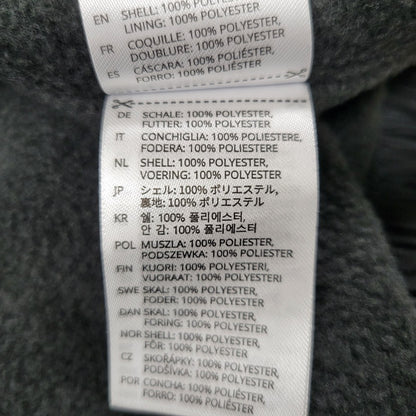 EN SHELL: 100% POLYESTER,
LINING: 100% POLYESTER
FR COQUILLE: 100% POLYESTER,
DOUBLURE: 100% POLYESTER
ES CÁSCARA: 100% POLIÉSTER,
FORRO: 100% POLIÉSTER
DE SCHALE: 100% POLYESTER,
FUTTER: 100% POLYESTER
IT CONCHIGLIA: 100% POLIESTERE,
FODERA: 100% POLIESTERE
NL SHELL: 100% POLYESTER,
VOERING: 100% POLYESTER
JP シェル: 100% ポリエステル,
裏地: 100% ポリエステル
KR 쉘: 100% 폴리에스터,
안 감: 100% 폴리에스터
POL MUSZLA: 100% POLIESTER,
PODSZEWKA: 100% POLIESTER
FIN KUORI: 100% POLYESTERI,
VUORAAT: 100% POLYESTERI
SWE SKAL: 100% POLYESTER,
FODER: 100% POLYESTER
DAN SKAL: 100% POLYESTER,
FORING: 100% POLYESTER
NOR SHELL: 100% POLYESTER,
FÔR: 100% POLYESTER
CZ SKOŘÁPKY: 100% POLYESTER,
PODŠÍVKA: 100% POLYESTER
POR CONCHA: 100% POLIÉSTER,
FORRO: 100% POLIÉSTER